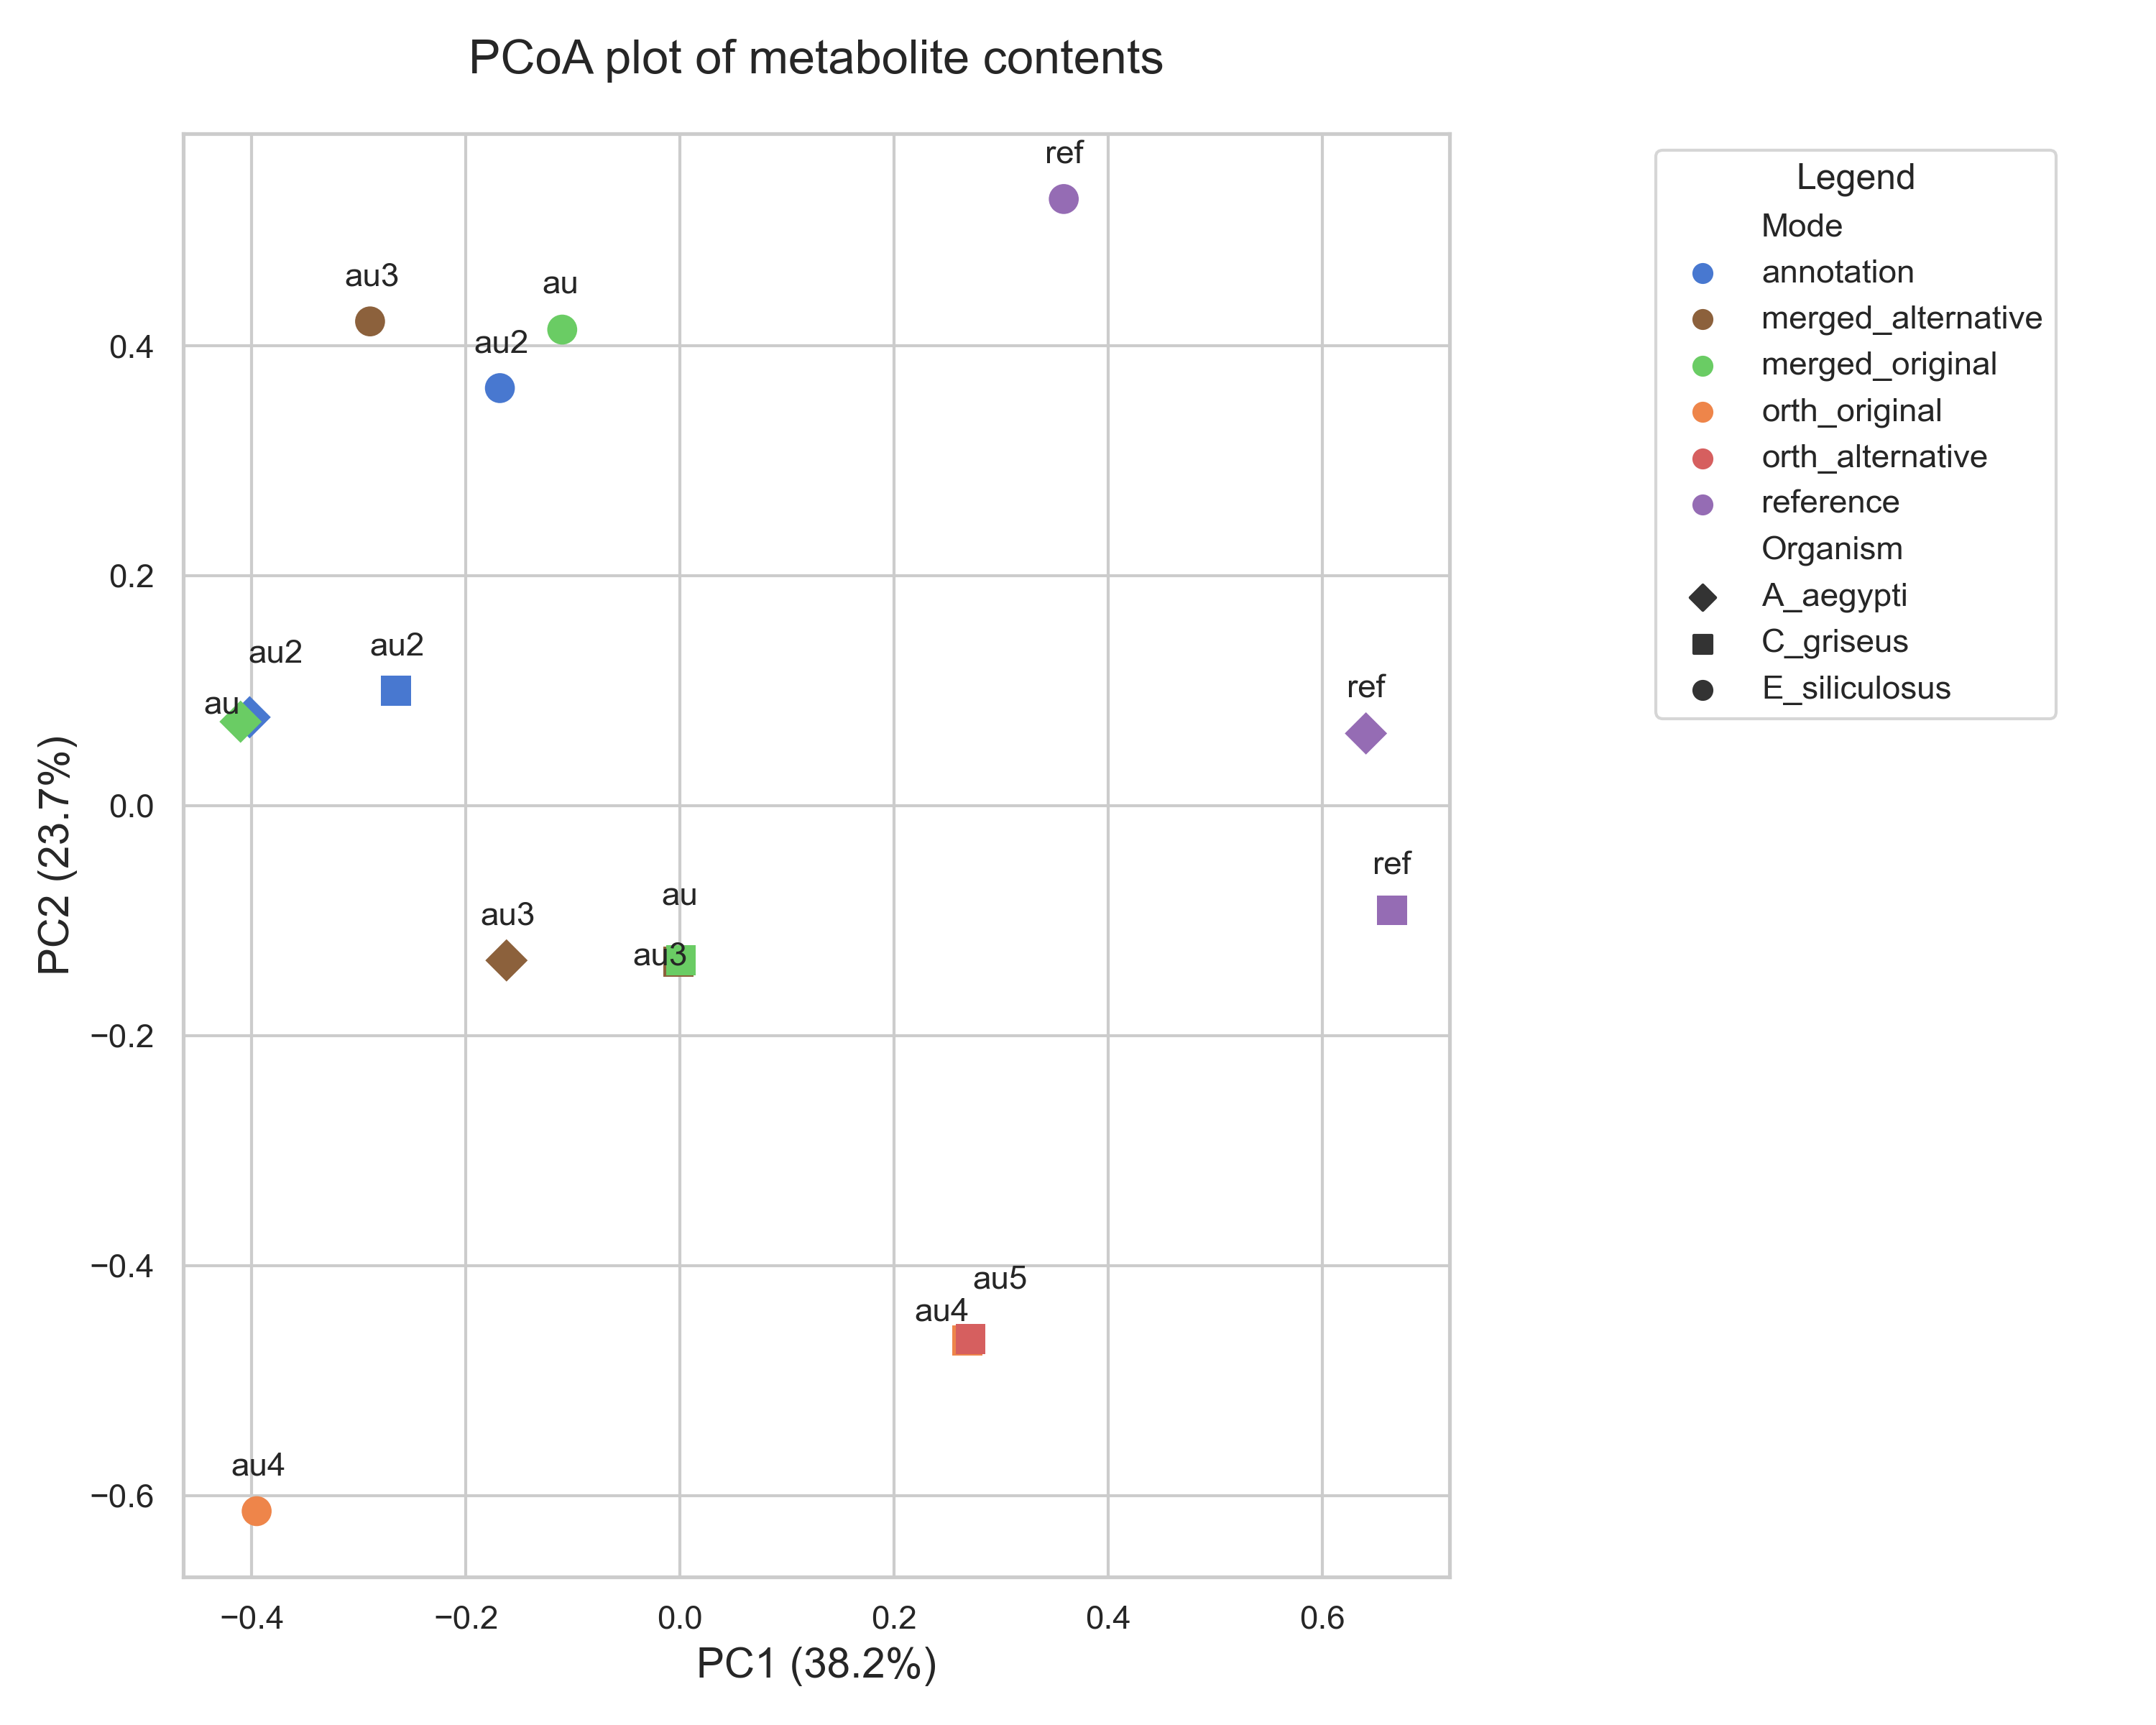 PCoA plot of metabolite contents
ref
au3
au
au2
au2
au2
au
ref
ref
au
au3
au3
au5
au4
au4
0.4
0.2
0.0
−0.2
−0.4
−0.6
−0.4
−0.2
0.0
0.2
0.4
0.6
PC1 (38.2%)
PC2 (23.7%)
Legend
Mode
annotation
merged_alternative
merged_original
orth_original
orth_alternative
reference
Organism
A_aegypti
C_griseus
E_siliculosus